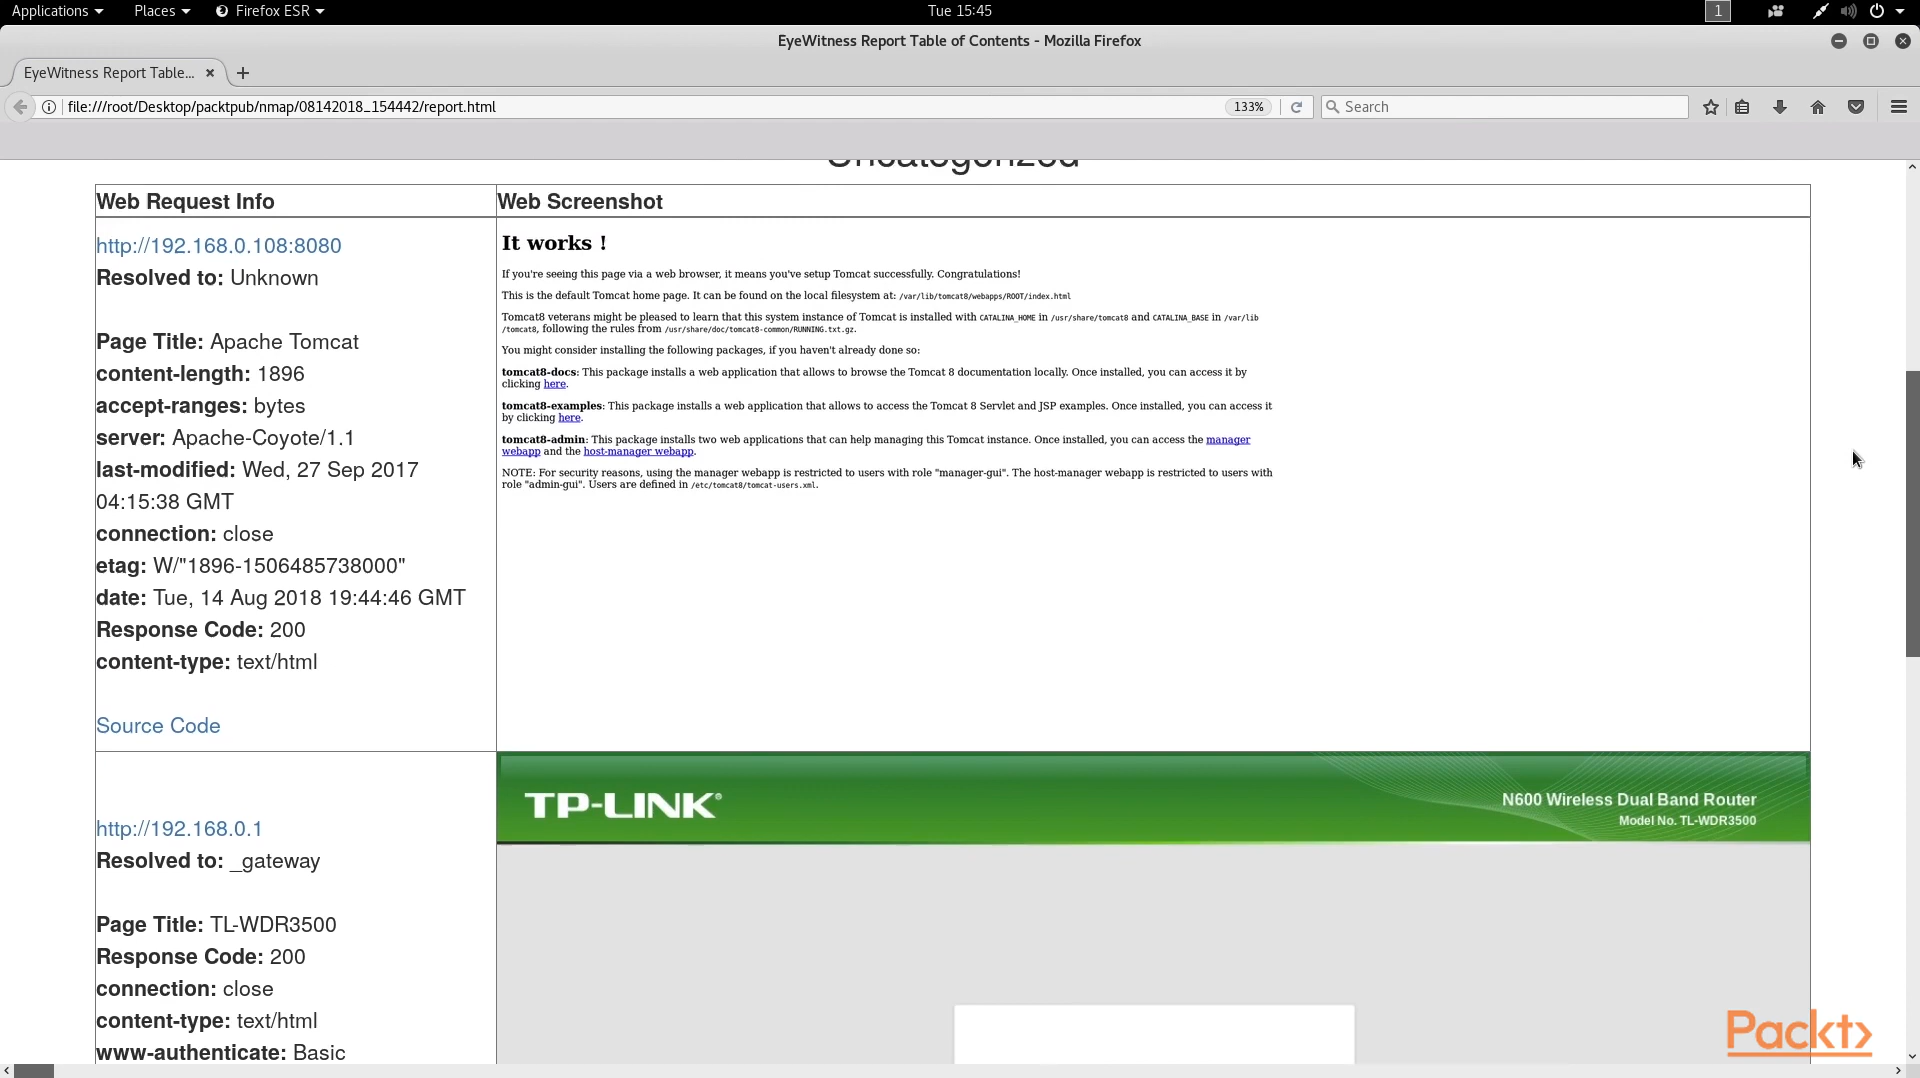 Applications Places Firefox ESR Tue 15:45 1
EyeWitness Report Table of Contents - Mozilla Firefox
EyeWitness Report Table...
file:///root/Desktop/packtpub/nmap/08142018_154442/report.html 133% Search
Uncategorized
Web Request Info
Web Screenshot
http://192.168.0.108:8080
Resolved to: Unknown
Page Title: Apache Tomcat
content-length: 1896
accept-ranges: bytes
server: Apache-Coyote/1.1
last-modified: Wed, 27 Sep 2017
04:15:38 GMT
connection: close
etag: W/"1896-1506485738000"
date: Tue, 14 Aug 2018 19:44:46 GMT
Response Code: 200
content-type: text/html
Source Code
It works !
If you're seeing this page via a web browser, it means you've setup Tomcat successfully. Congratulations!
This is the default Tomcat home page. It can be found on the local filesystem at: /var/lib/tomcat8/webapps/ROOT/index.html
Tomcat8 veterans might be pleased to learn that this system instance of Tomcat is installed with CATALINA_HOME in /usr/share/tomcat8 and CATALINA_BASE in /var/lib
/tomcat8, following the rules from /usr/share/doc/tomcat8-common/RUNNING.txt.gz.
You might consider installing the following packages, if you haven't already done so:
tomcat8-docs: This package installs a web application that allows to browse the Tomcat 8 documentation locally. Once installed, you can access it by
clicking here.
tomcat8-examples: This package installs a web application that allows to access the Tomcat 8 Servlet and JSP examples. Once installed, you can access it
by clicking here.
tomcat8-admin: This package installs two web applications that can help managing this Tomcat instance. Once installed, you can access the manager
webapp and the host-manager webapp.
NOTE: For security reasons, using the manager webapp is restricted to users with role "manager-gui". The host-manager webapp is restricted to users with
role "admin-gui". Users are defined in /etc/tomcat8/tomcat-users.xml.
http://192.168.0.1
Resolved to: _gateway
Page Title: TL-WDR3500
Response Code: 200
connection: close
content-type: text/html
www-authenticate: Basic
TP-LINK®
N600 Wireless Dual Band Router
Model No. TL-WDR3500
Packt>